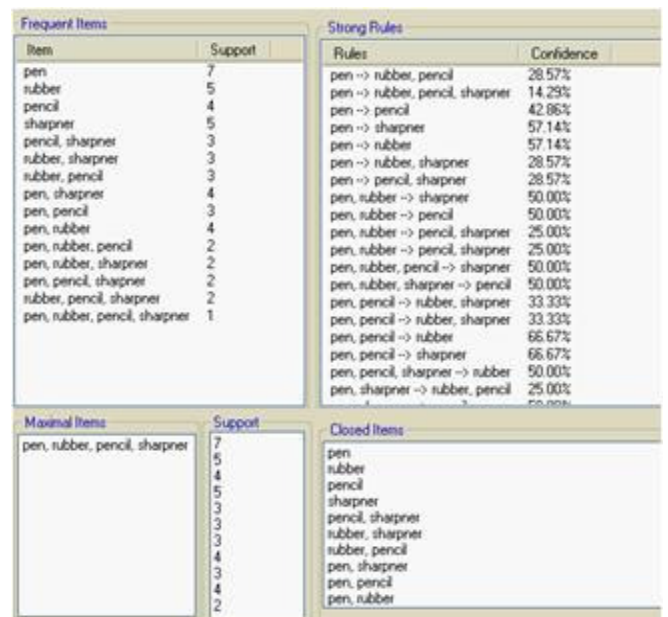 Frequent Items
Item Support
pen 7
rubber 5
pencil 4
sharpner 5
pencil, sharpner 3
rubber, sharpner 3
rubber, pencil 3
pen, sharpner 4
pen, pencil 3
pen, rubber 4
pen, rubber, pencil 2
pen, rubber, sharpner 2
pen, pencil, sharpner 2
rubber, pencil, sharpner 2
pen, rubber, pencil, sharpner 1
Strong Rules
Rules Confidence
pen --> rubber, pencil 28.57%
pen --> rubber, pencil, sharpner 14.29%
pen --> pencil 42.86%
pen --> sharpner 57.14%
pen --> rubber 57.14%
pen --> rubber, sharpner 28.57%
pen --> pencil, sharpner 28.57%
pen, rubber --> sharpner 50.00%
pen, rubber --> pencil 50.00%
pen, rubber --> pencil, sharpner 25.00%
pen, rubber --> pencil, sharpner 25.00%
pen, rubber, pencil --> sharpner 50.00%
pen, rubber, sharpner --> pencil 50.00%
pen, pencil --> rubber, sharpner 33.33%
pen, pencil --> rubber, sharpner 33.33%
pen, pencil --> rubber 66.67%
pen, pencil --> sharpner 66.67%
pen, pencil, sharpner --> rubber 50.00%
pen, sharpner --> rubber, pencil 25.00%
Maximal Items
pen, rubber, pencil, sharpner
Support
7
5
4
5
3
3
3
4
3
4
2
Closed Items
pen
rubber
pencil
sharpner
pencil, sharpner
rubber, sharpner
rubber, pencil
pen, sharpner
pen, pencil
pen, rubber